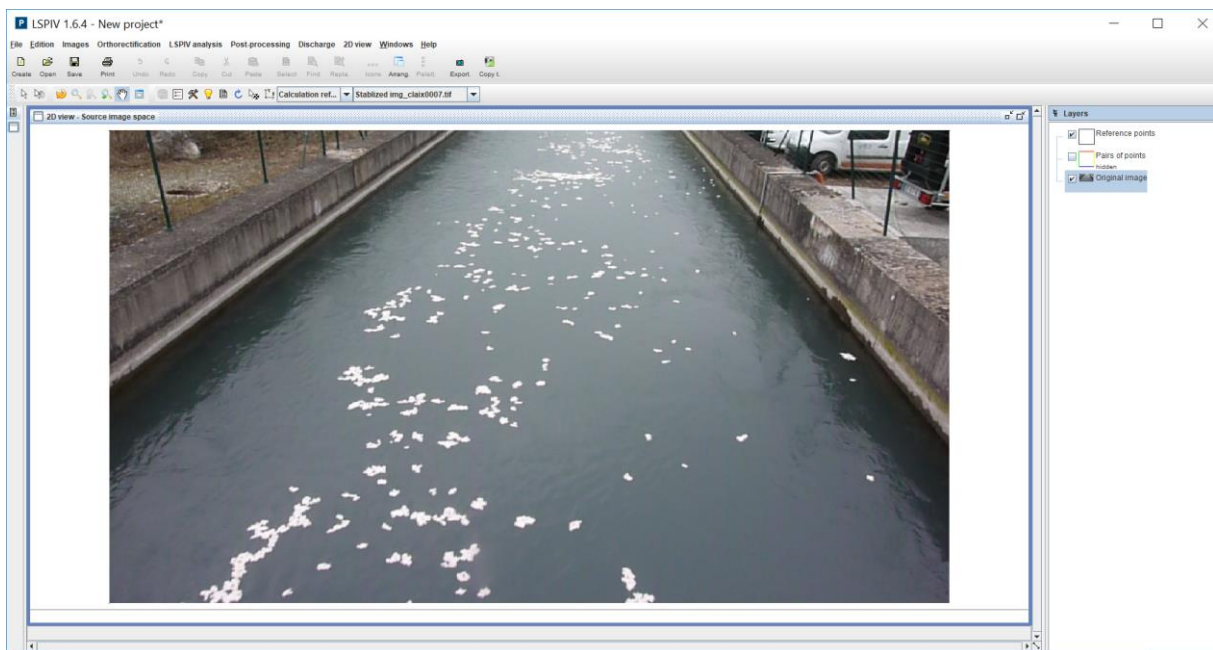 LSPIV 1.6.4 - New project*
File Edition Images Orthorectification LSPIV analysis Post-processing Discharge 2D view Windows Help
Create Open Save Print Undo Redo Copy Cut Paste Select Find Repla. Icons Arrang. Export. Copy t.
Calculation ref... Stablized img_claix0007.tif
2D view - Source image space
Layers
Reference points
Pairs of points
hidden
Original image